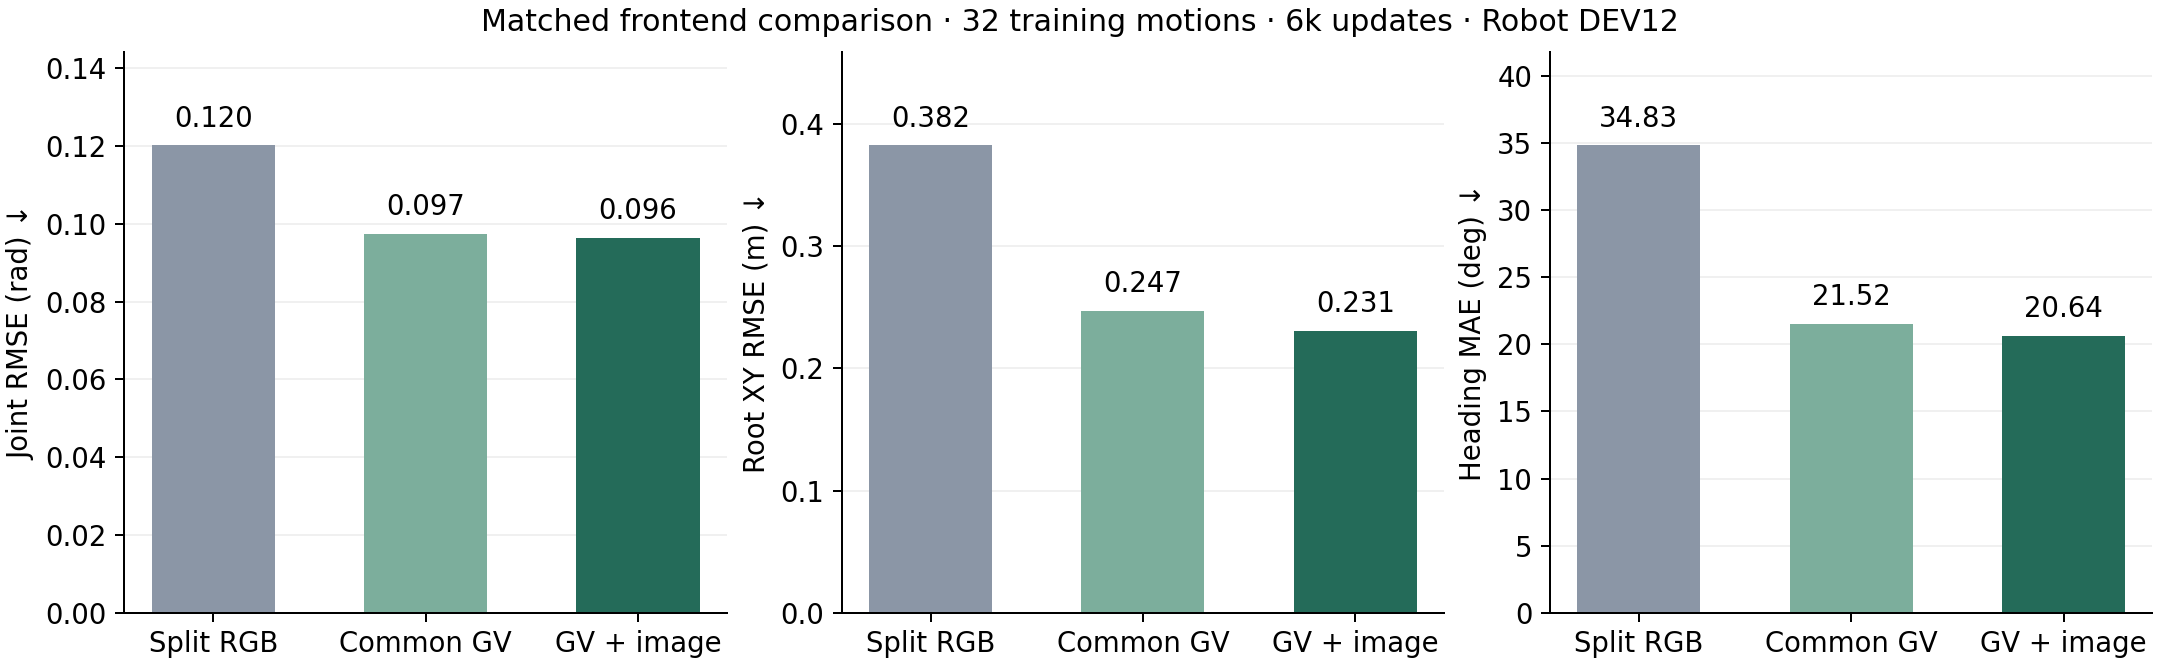 Matched frontend comparison · 32 training motions · 6k updates · Robot DEV12
Joint RMSE (rad) ↓
0.14
0.12
0.10
0.08
0.06
0.04
0.02
0.00
0.120
0.097
0.096
Split RGB
Common GV
GV + image
Root XY RMSE (m) ↓
0.4
0.3
0.2
0.1
0.0
0.382
0.247
0.231
Split RGB
Common GV
GV + image
Heading MAE (deg) ↓
40
35
30
25
20
15
10
5
0
34.83
21.52
20.64
Split RGB
Common GV
GV + image